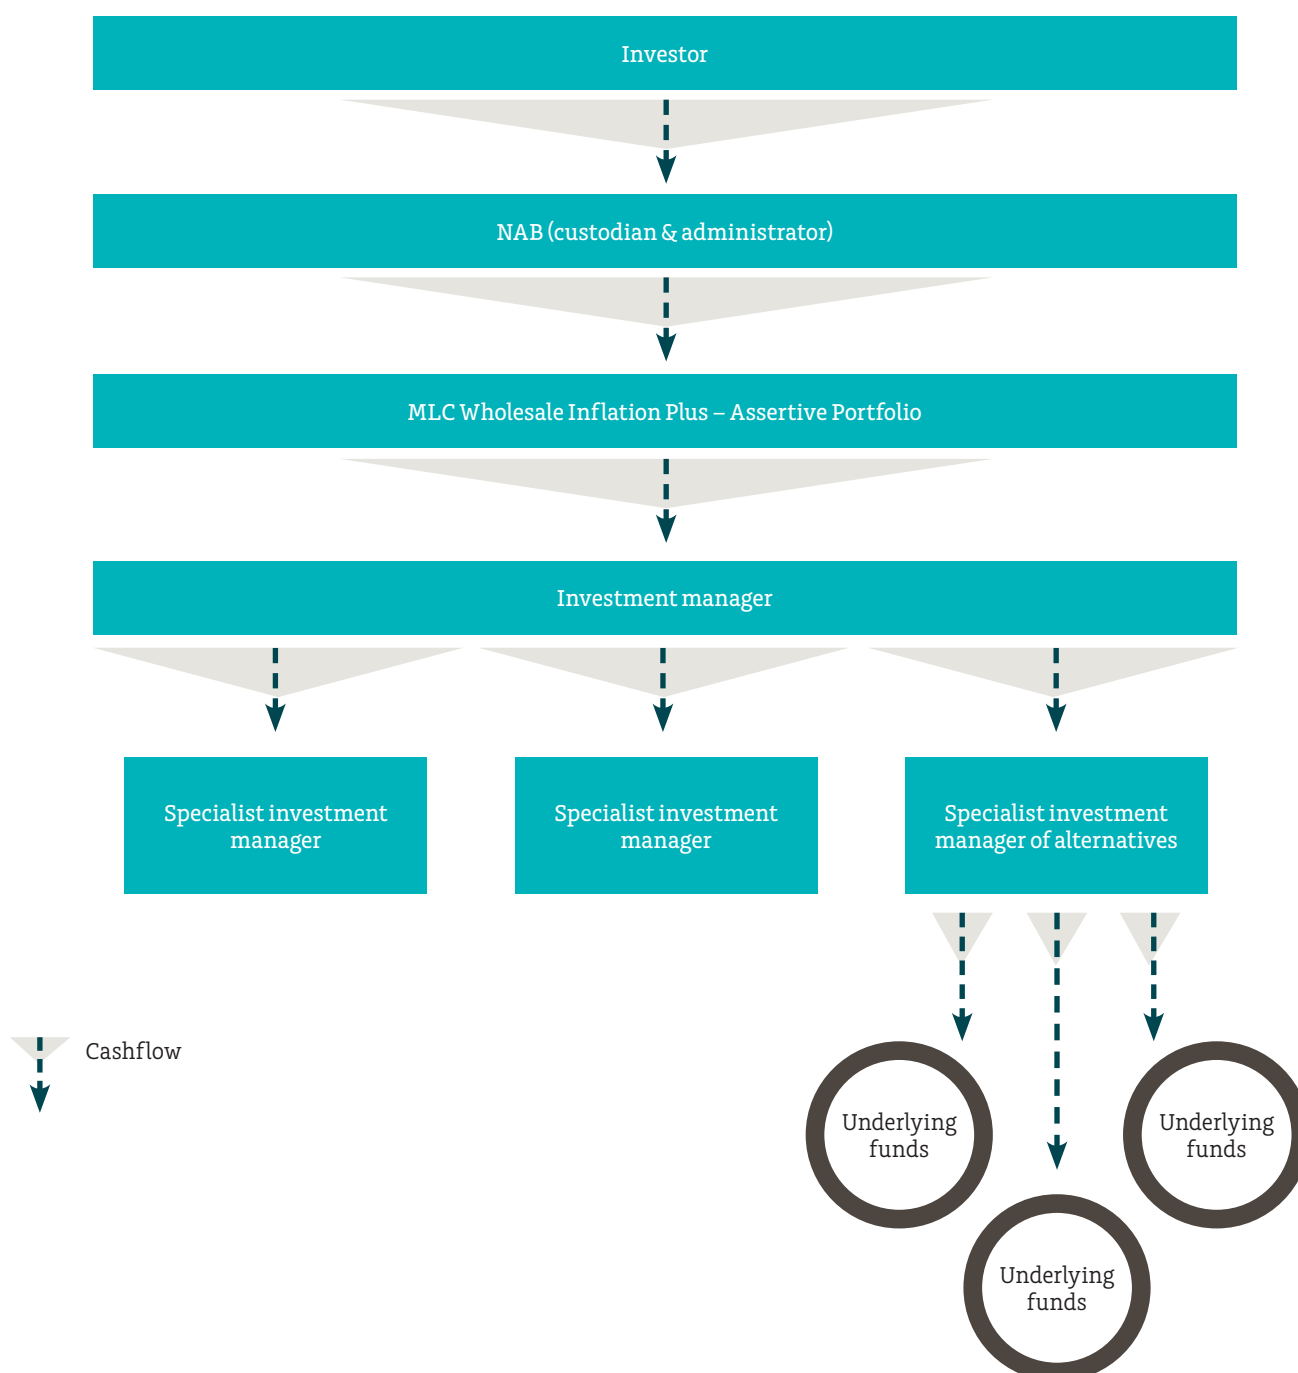 Investor
NAB (custodian & administrator)
MLC Wholesale Inflation Plus – Assertive Portfolio
Investment manager
Specialist investment
manager
Specialist investment
manager
Specialist investment
manager of alternatives
Cashflow
Underlying
funds
Underlying
funds
Underlying
funds